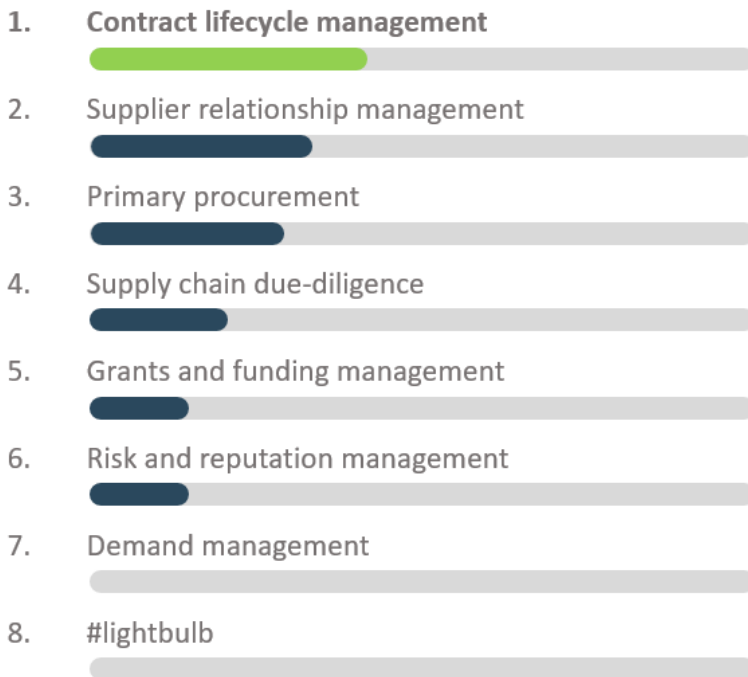 1. Contract lifecycle management
2. Supplier relationship management
3. Primary procurement
4. Supply chain due-diligence
5. Grants and funding management
6. Risk and reputation management
7. Demand management
8. #lightbulb